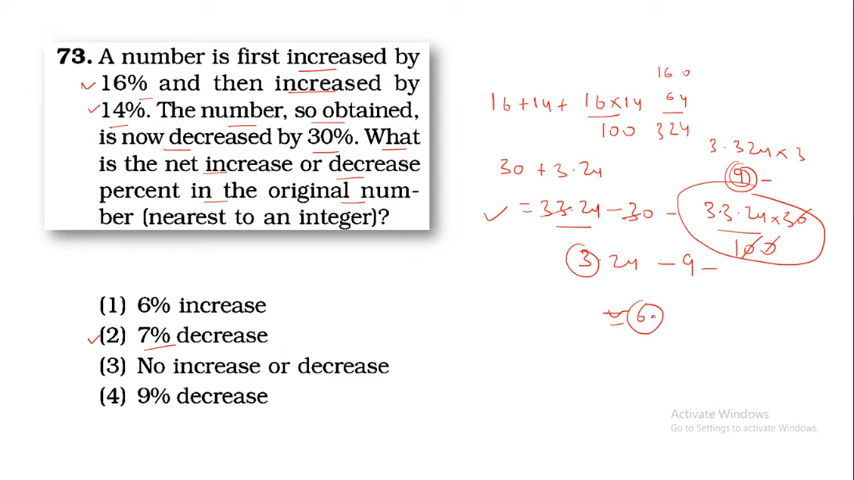 73. A number is first increased by
16% and then increased by
14%. The number, so obtained,
is now decreased by 30%. What
is the net increase or decrease
percent in the original num-
ber (nearest to an integer)?
(1) 6% increase
(2) 7% decrease
(3) No increase or decrease
(4) 9% decrease
160
64
324
16+14+ 16×14
100
3.324×3
30 + 3.24
9 -
= 33.24 - 30 - 3.3.24×30
100
3 24 - 9 -
6.
Activate Windows
Go to Settings to activate Windows.